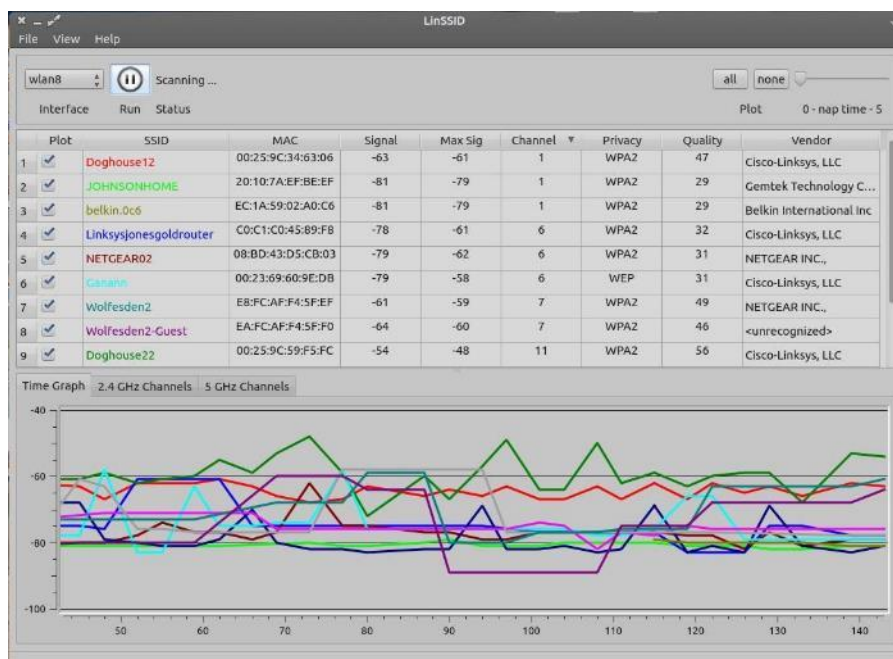 LinSSID
File View Help
wlan8 Scanning ... all none
Interface Run Status Plot 0 - nap time - 5
Plot SSID MAC Signal Max Sig Channel Privacy Quality Vendor
1 Doghouse12 00:25:9C:34:63:06 -63 -61 1 WPA2 47 Cisco-Linksys, LLC
2 JOHNSONHOME 20:10:7A:EF:BE:EF -81 -79 1 WPA2 29 Gemtek Technology C...
3 belkin.0c6 EC:1A:59:02:A0:C6 -81 -79 1 WPA2 29 Belkin International Inc
4 Linksysjonesgoldrouter C0:C1:C0:45:89:F8 -78 -61 6 WPA2 32 Cisco-Linksys, LLC
5 NETGEAR02 08:BD:43:D5:CB:03 -79 -62 6 WPA2 31 NETGEAR INC.,
6 00:23:69:60:9E:DB -79 -58 6 WEP 31 Cisco-Linksys, LLC
7 Wolfesden2 E8:FC:AF:F4:5F:EF -61 -59 7 WPA2 49 NETGEAR INC.,
8 Wolfesden2-Guest EA:FC:AF:F4:5F:F0 -64 -60 7 WPA2 46 <unrecognized>
9 Doghouse22 00:25:9C:59:F5:FC -54 -48 11 WPA2 56 Cisco-Linksys, LLC
Time Graph 2.4 GHz Channels 5 GHz Channels
-40
-60
-80
-100
50 60 70 80 90 100 110 120 130 140